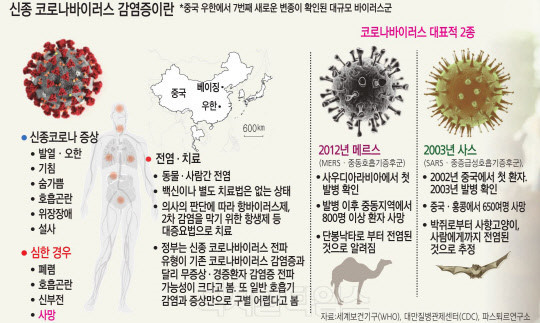 신종 코로나바이러스 감염증이란 *중국 우한에서 7번째 새로운 변종이 확인된 대규모 바이러스군
중국
베이징
우한
600㎞
• 신종코로나 증상
• 발열 · 오한
• 기침
• 숨가쁨
• 호흡곤란
• 위장장애
• 설사
• 심한 경우
• 폐렴
• 호흡곤란
• 신부전
• 사망
• 전염 · 치료
• 동물 · 사람간 전염
• 백신이나 별도 치료법은 없는 상태
• 의사의 판단에 따라 항바이러스제,
2차 감염을 막기 위한 항생제 등
대증요법으로 치료
• 정부는 신종 코로나바이러스 전파
유형이 기존 코로나바이러스 감염증과
달리 무증상 · 경증환자 감염증 전파
가능성이 크다고 봄. 또 일반 호흡기
감염과 증상만으로 구별 어렵다고 봄
코로나바이러스 대표적 2종
2012년 메르스
(MERS · 중동호흡기증후군)
• 사우디아라비아에서 첫
발병 확인
• 발병 이후 중동지역에서
800명 이상 환자 사망
• 단봉낙타로 부터 전염된
것으로 알려짐
2003년 사스
(SARS · 중증급성호흡기증후군),
• 2002년 중국에서 첫 환자.
2003년 발병 확인
• 중국 · 홍콩에서 650여명 사망
• 박쥐로부터 사향고양이,
사람에게까지 전염된
것으로 추정
자료:세계보건기구(WHO), 대만질병관제센터(CDC), 파스퇴르연구소